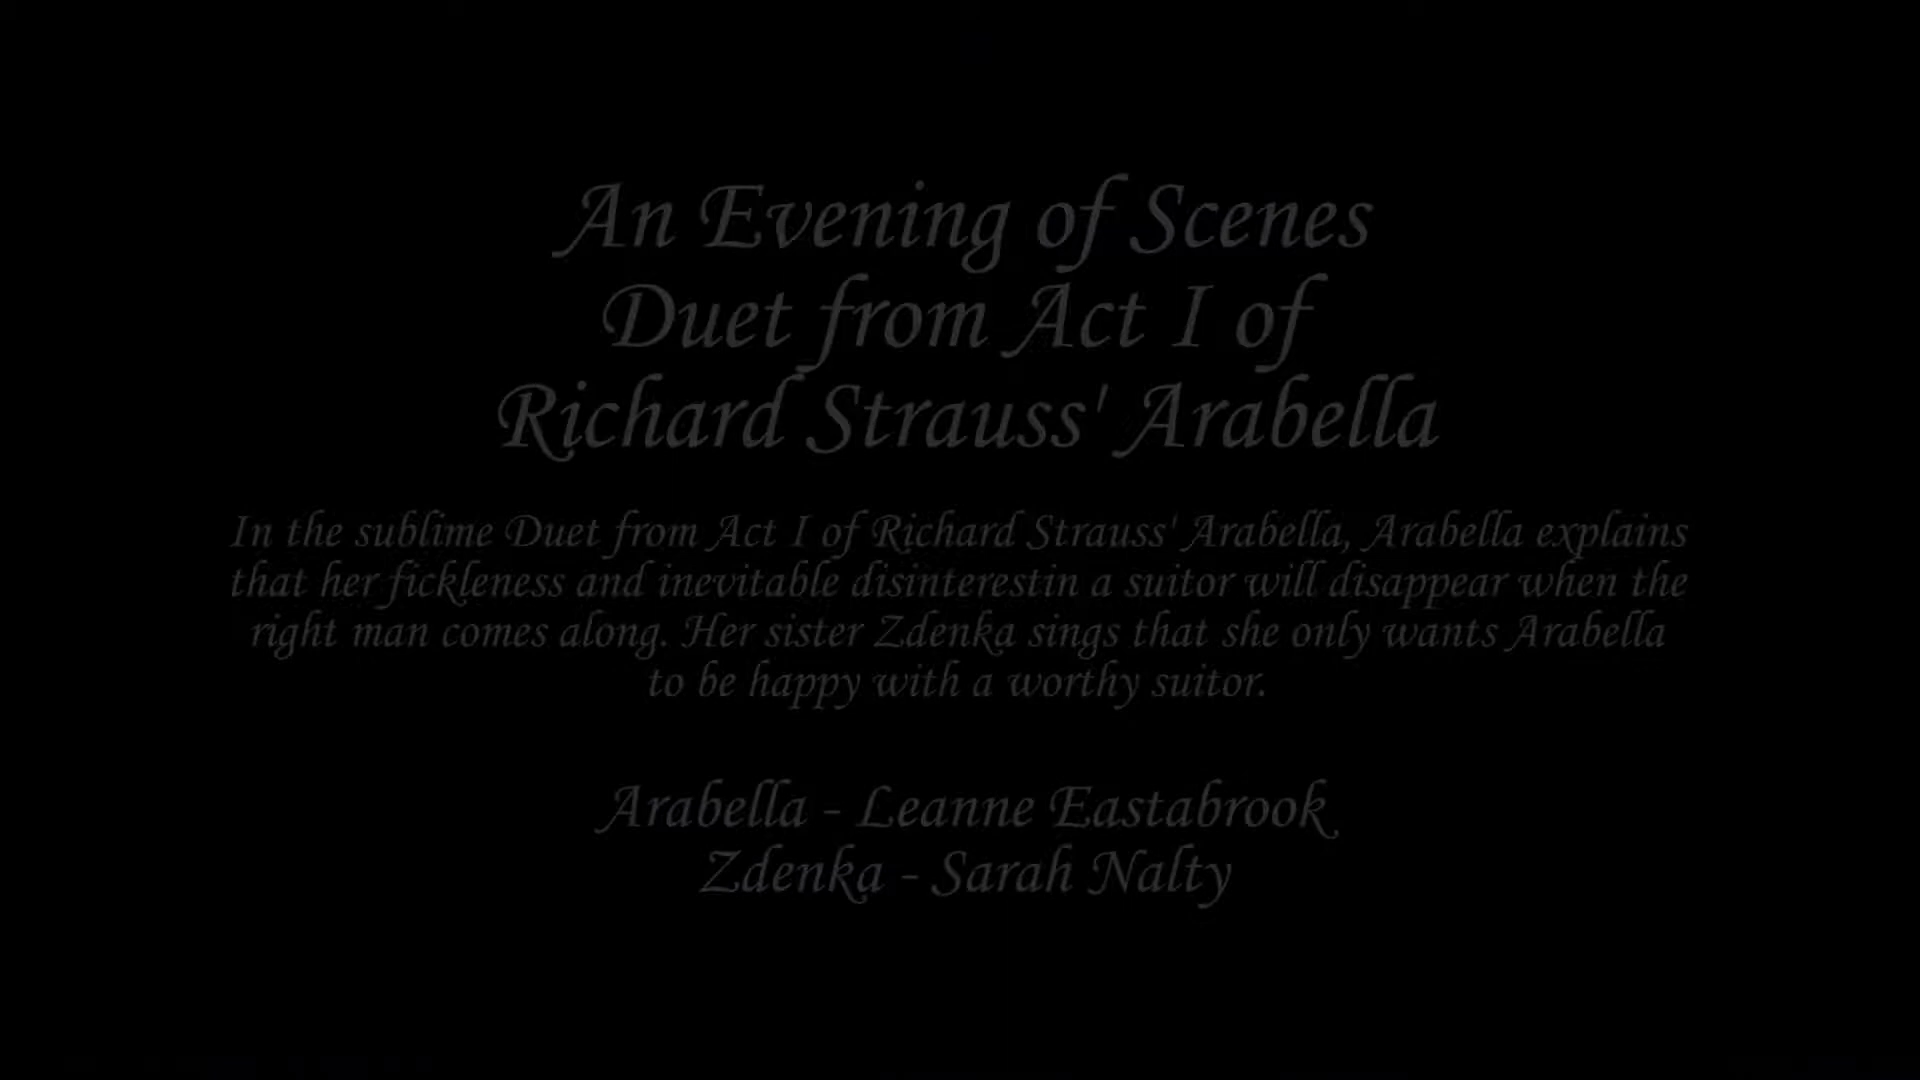 An Evening of Scenes
Duet from Act I of
Richard Strauss' Arabella
In the sublime Duet from Act I of Richard Strauss' Arabella, Arabella explains
that her fickleness and inevitable disinterestin a suitor will disappear when the
right man comes along. Her sister Zdenka sings that she only wants Arabella
to be happy with a worthy suitor.
Arabella - Leanne Eastabrook
Zdenka - Sarah Nalty